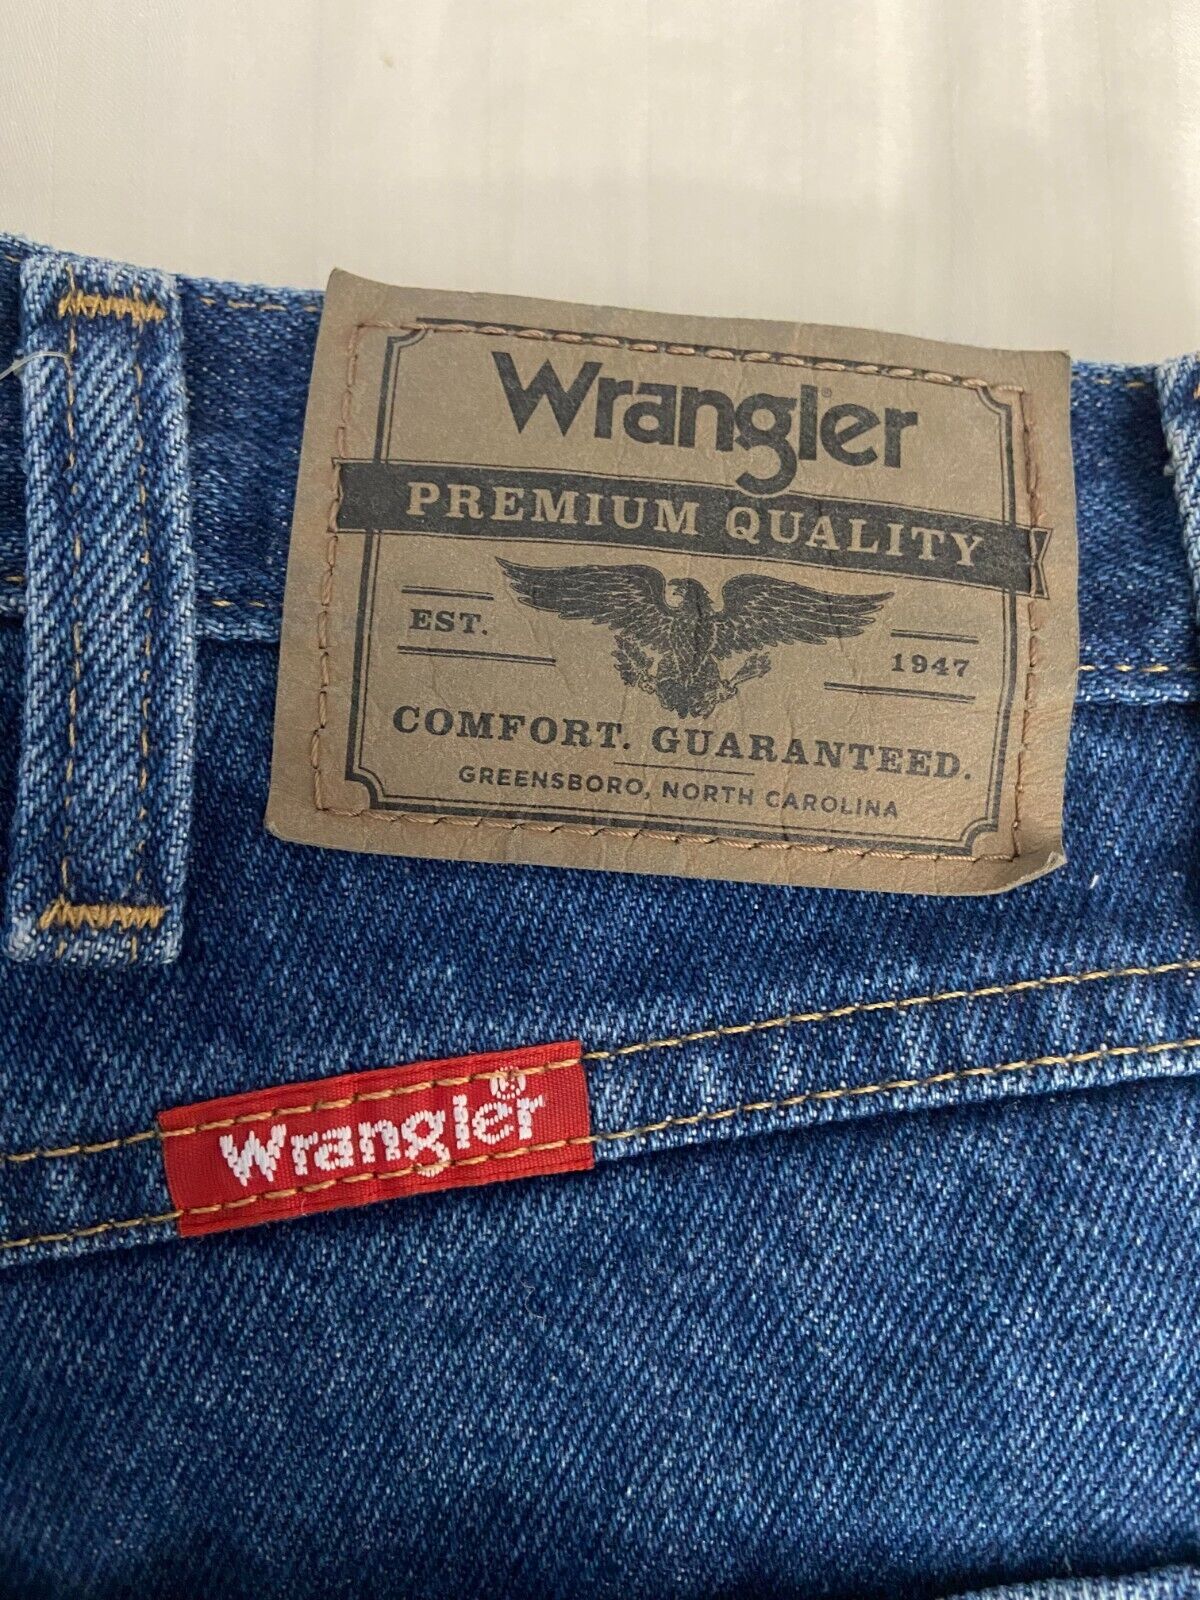 Wrangler®
PREMIUM QUALITY
EST. 1947
COMFORT. GUARANTEED.
GREENSBORO, NORTH CAROLINA
Wrangler®